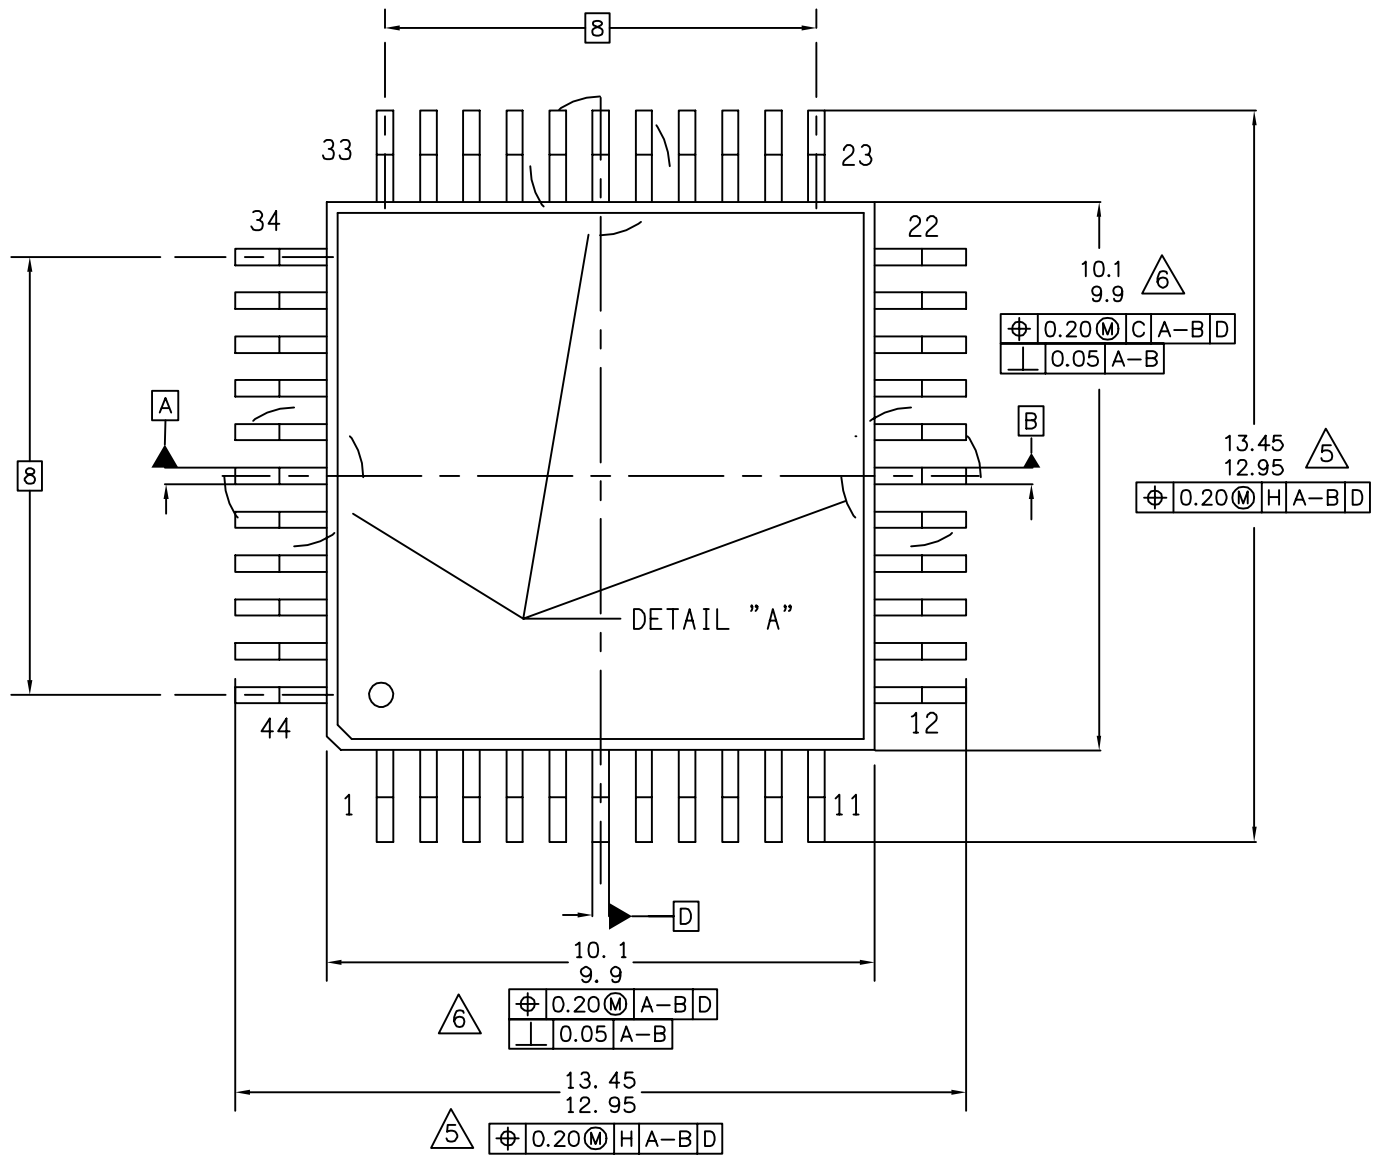 8
33
23
34
22
10.1
9.9
6
⌖ 0.20 Ⓜ C A-B D
⊥ 0.05 A-B
A
B
8
13.45
12.95
5
⌖ 0.20 Ⓜ H A-B D
DETAIL "A"
44
12
1
11
D
10. 1
9. 9
6
⌖ 0.20 Ⓜ A-B D
⊥ 0.05 A-B
13. 45
12. 95
5
⌖ 0.20 Ⓜ H A-B D